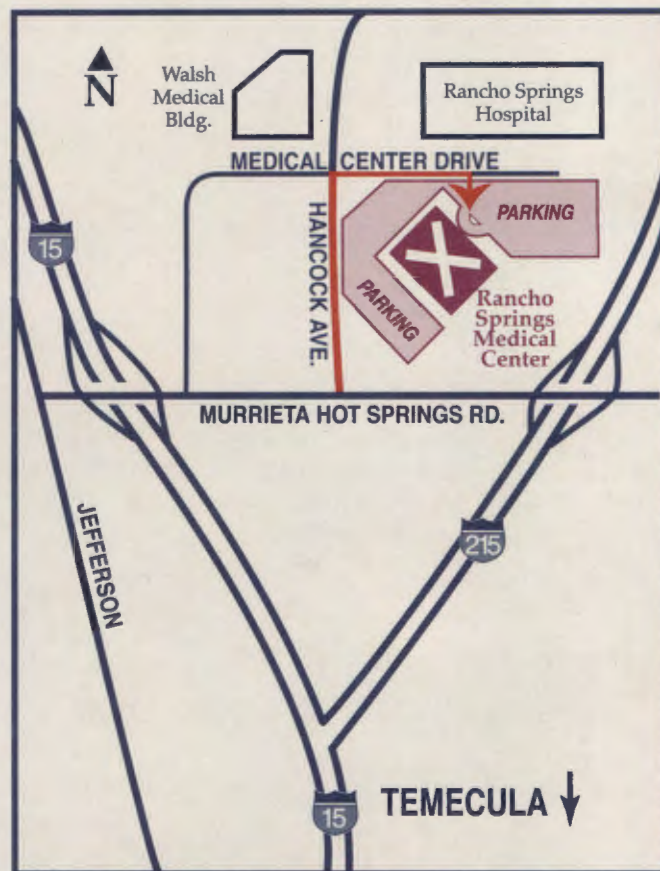 N
Walsh
Medical
Bldg.
Rancho Springs
Hospital
MEDICAL CENTER DRIVE
15
HANCOCK AVE.
PARKING
PARKING
Rancho
Springs
Medical
Center
MURRIETA HOT SPRINGS RD.
JEFFERSON
215
15
TEMECULA